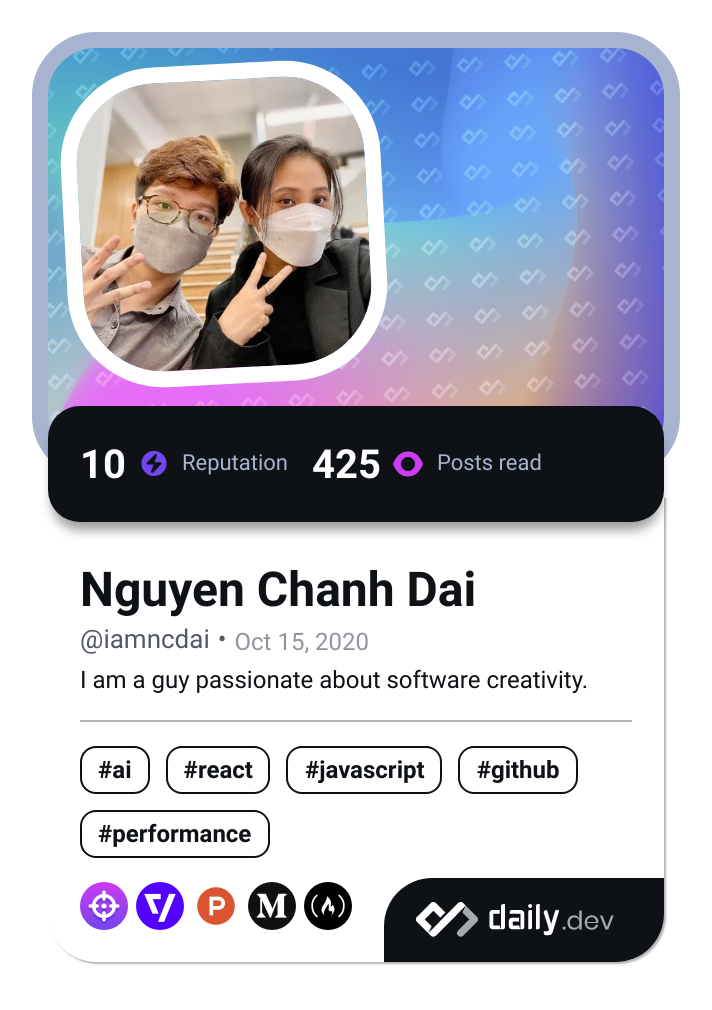 10 Reputation 425 Posts read
Nguyen Chanh Dai
@iamncdai • Oct 15, 2020
I am a guy passionate about software creativity.
#ai #react #javascript #github
#performance
P M
daily.dev